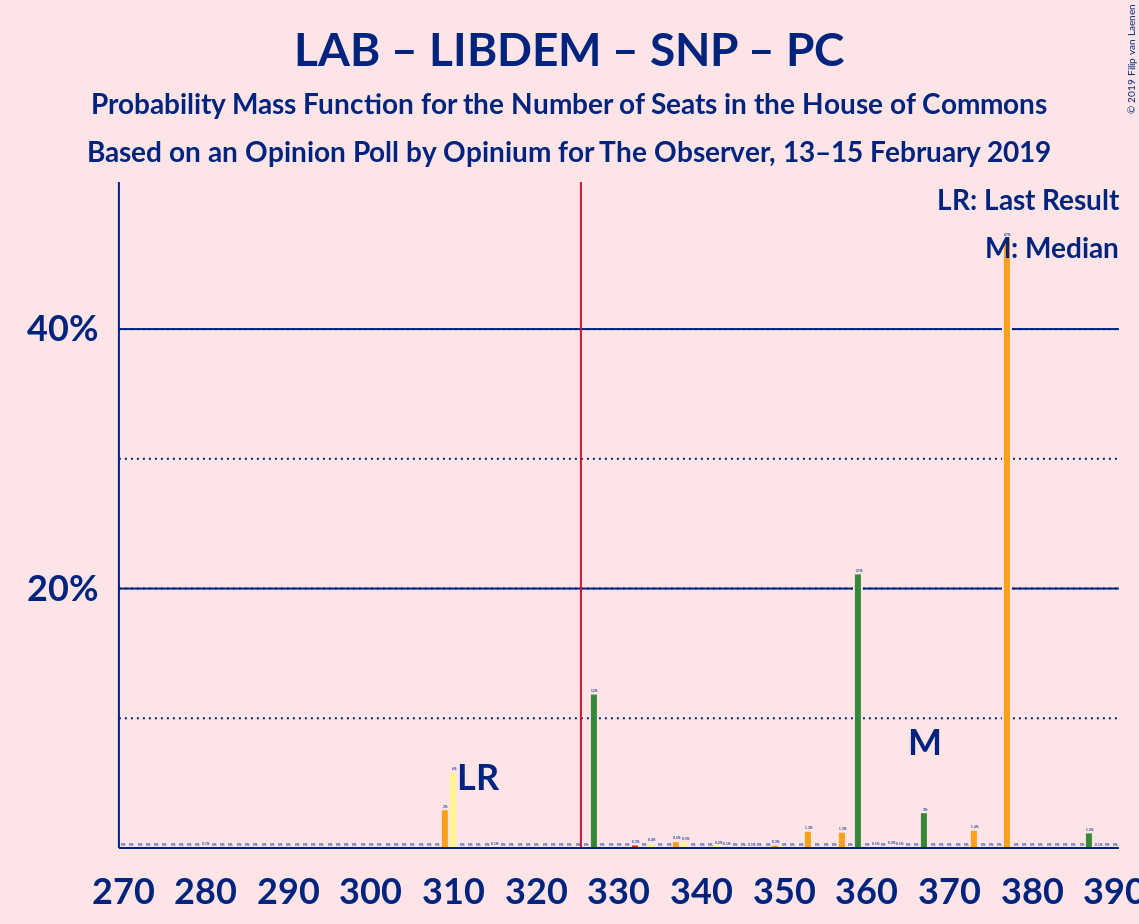 LAB – LIBDEM – SNP – PC
Probability Mass Function for the Number of Seats in the House of Commons
Based on an Opinion Poll by Opinium for The Observer, 13–15 February 2019
© 2019 Filip van Laenen
LR: Last Result
M: Median
40%
20%
LR
M
270 280 290 300 310 320 330 340 350 360 370 380 390